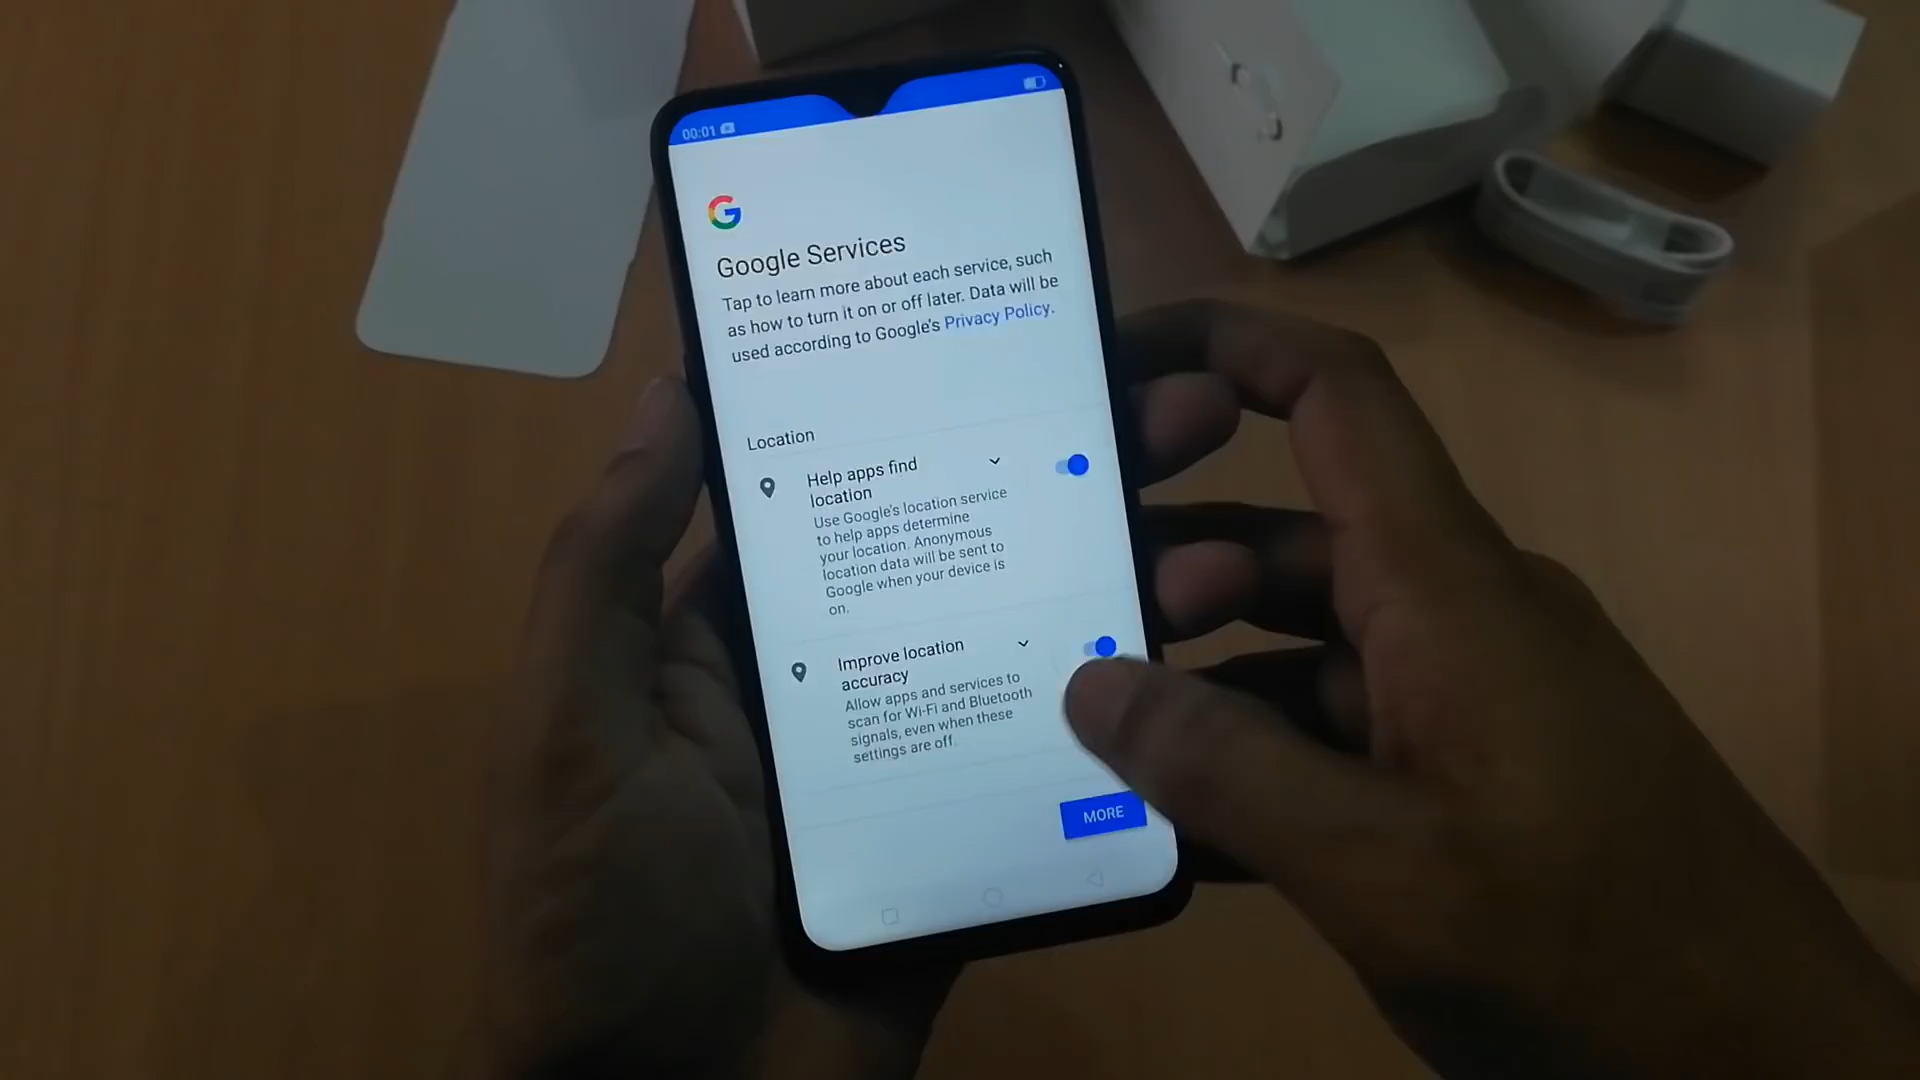 00:01
Google Services
Tap to learn more about each service, such
as how to turn it on or off later. Data will be
used according to Google's Privacy Policy.
Location
Help apps find
location
Use Google's location service
to help apps determine
your location. Anonymous
location data will be sent to
Google when your device is
on.
Improve location
accuracy
Allow apps and services to
scan for Wi-Fi and Bluetooth
signals, even when these
settings are off.
MORE